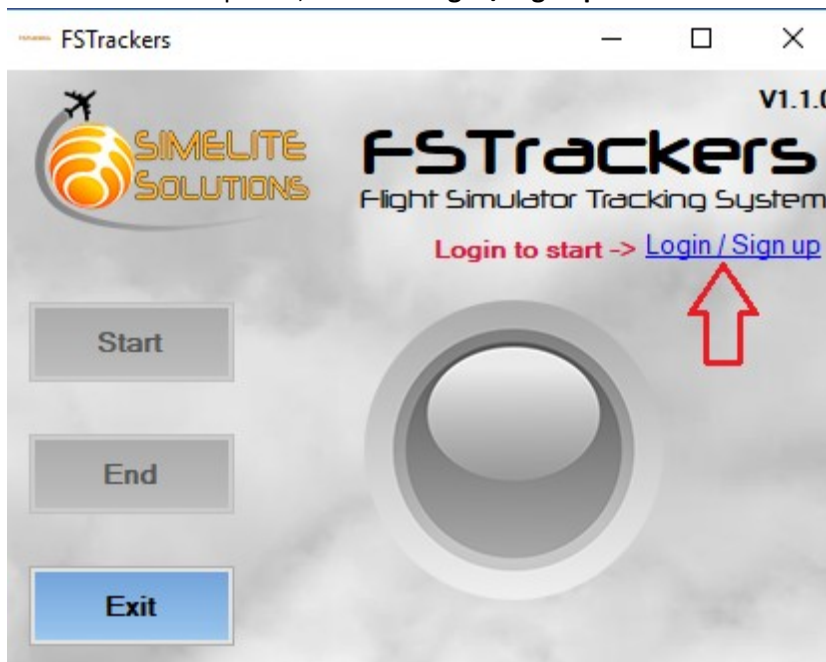 FSTrackers
V1.1.0
SIMELITE
SOLUTIONS
FSTrackers
Flight Simulator Tracking System
Login to start -> Login / Sign up
Start
End
Exit